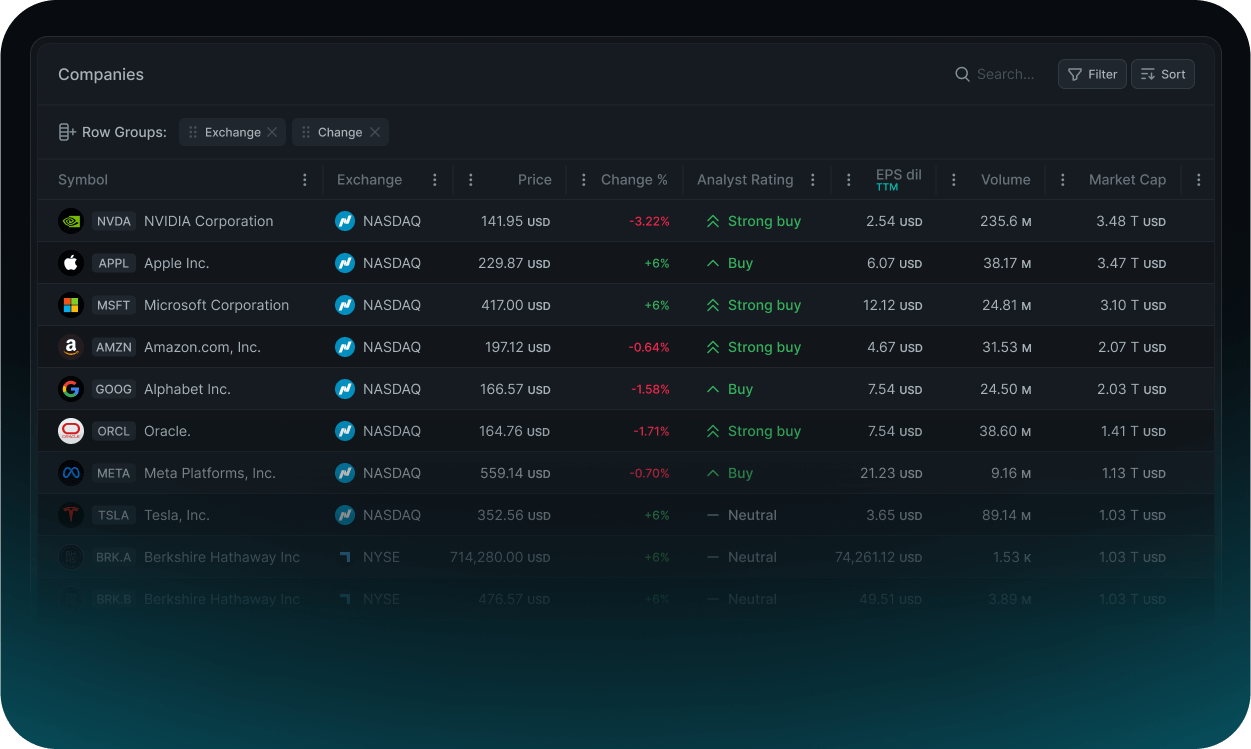 Companies Search... Filter Sort
Row Groups: Exchange Change
Symbol Exchange Price Change % Analyst Rating EPS dil TTM Volume Market Cap
NVDA NVIDIA Corporation NASDAQ 141.95 USD -3.22% Strong buy 2.54 USD 235.6 M 3.48 T USD
APPL Apple Inc. NASDAQ 229.87 USD +6% Buy 6.07 USD 38.17 M 3.47 T USD
MSFT Microsoft Corporation NASDAQ 417.00 USD +6% Strong buy 12.12 USD 24.81 M 3.10 T USD
AMZN Amazon.com, Inc. NASDAQ 197.12 USD -0.64% Strong buy 4.67 USD 31.53 M 2.07 T USD
GOOG Alphabet Inc. NASDAQ 166.57 USD -1.58% Buy 7.54 USD 24.50 M 2.03 T USD
ORCL Oracle. NASDAQ 164.76 USD -1.71% Strong buy 7.54 USD 38.60 M 1.41 T USD
META Meta Platforms, Inc. NASDAQ 559.14 USD -0.70% Buy 21.23 USD 9.16 M 1.13 T USD
TSLA Tesla, Inc. NASDAQ 352.56 USD +6% Neutral 3.65 USD 89.14 M 1.03 T USD
BRK.A Berkshire Hathaway Inc NYSE 714,280.00 USD +6% Neutral 74,261.12 USD 1.53 K 1.03 T USD
BRK.B Berkshire Hathaway Inc NYSE 476.57 USD +6% Neutral 49.51 USD 3.89 M 1.03 T USD